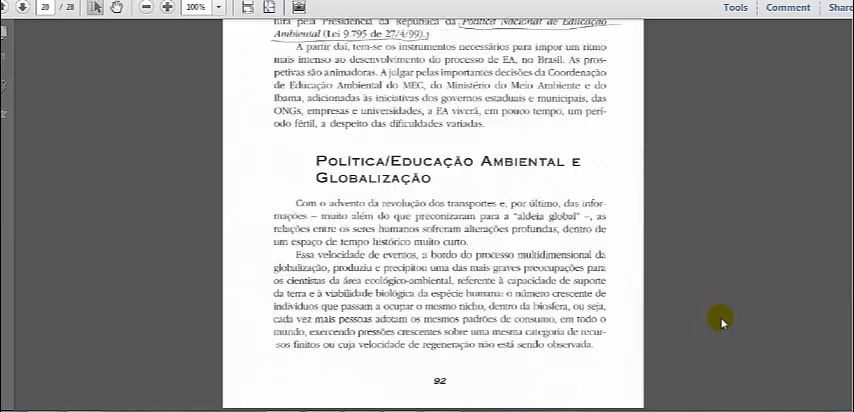 20 / 28
100%
Tools
Comment
Share
tura pela Presidência da República da Política Nacional de Educação
Ambiental (Lei 9.795 de 27/4/99).
A partir daí, tem-se os instrumentos necessários para impor um ritmo
mais intenso ao desenvolvimento do processo de EA, no Brasil. As pros-
petivas são animadoras. A julgar pelas importantes decisões da Coordenação
de Educação Ambiental do MEC, do Ministério do Meio Ambiente e do
Ibama, adicionadas às iniciativas dos governos estaduais e municipais, das
ONGs, empresas e universidades, a EA viverá, em pouco tempo, um perí-
odo fértil, a despeito das dificuldades variadas.
POLÍTICA/EDUCAÇÃO AMBIENTAL E
GLOBALIZAÇÃO
Com o advento da revolução dos transportes e, por último, das infor-
mações – muito além do que preconizaram para a "aldeia global" –, as
relações entre os seres humanos sofreram alterações profundas, dentro de
um espaço de tempo histórico muito curto.
Essa velocidade de eventos, a bordo do processo multidimensional da
globalização, produziu e precipitou uma das mais graves preocupações para
os cientistas da área ecológico-ambiental, referente à capacidade de suporte
da terra e à viabilidade biológica da espécie humana: o número crescente de
indivíduos que passam a ocupar o mesmo nicho, dentro da biosfera, ou seja,
cada vez mais pessoas adotam os mesmos padrões de consumo, em todo o
mundo, exercendo pressões crescentes sobre uma mesma categoria de recur-
sos finitos ou cuja velocidade de regeneração não está sendo observada.
92